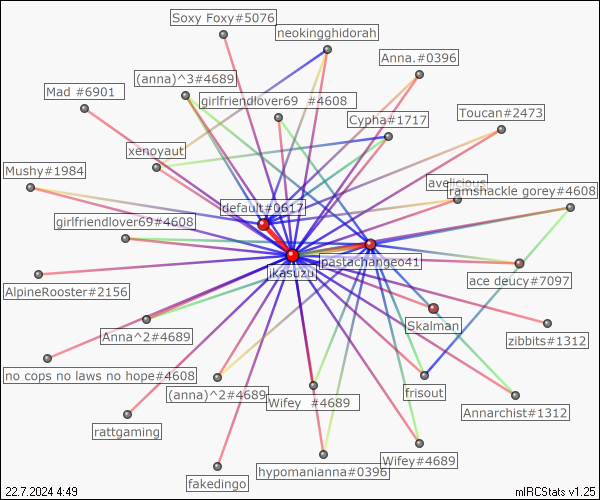 Soxy Foxy#5076
neokingghidorah
Anna.#0396
(anna)^3#4689
Mad #6901
girlfriendlover69 #4608
Toucan#2473
Cypha#1717
xenoyaut
Mushy#1984
avelicious
ramshackle gorey#4608
default#0617
girlfriendlover69#4608
pastachangeo41
ikasuzu
ace deucy#7097
AlpineRooster#2156
Skalman
Anna^2#4689
zibbits#1312
no cops no laws no hope#4608
(anna)^2#4689
frisout
Wifey #4689
Annarchist#1312
rattgaming
Wifey#4689
hypomanianna#0396
fakedingo
22.7.2024 4:49
mIRCStats v1.25